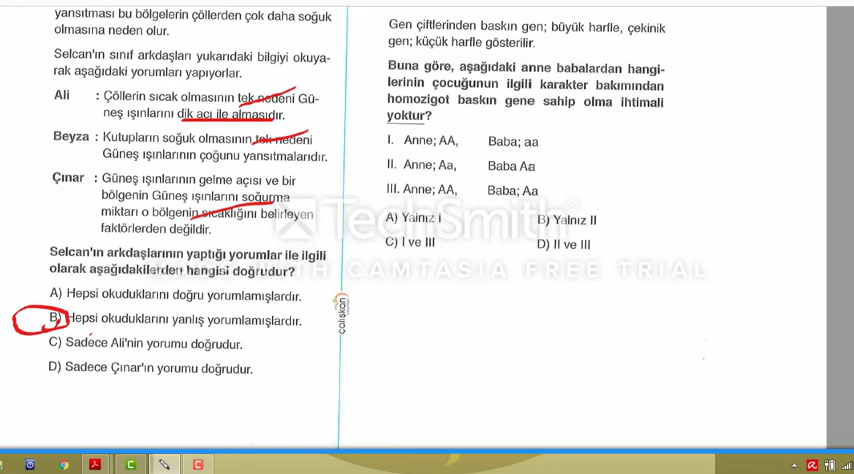 yansıtması bu bölgelerin çöllerden çok daha soğuk
olmasına neden olur.
Selcan'ın sınıf arkdaşları yukarıdaki bilgiyi okuya-
rak aşağıdaki yorumları yapıyorlar.
Ali : Çöllerin sıcak olmasının tek nedeni Gü-
neş ışınlarını dik açı ile almasıdır.
Beyza : Kutupların soğuk olmasının tek nedeni
Güneş ışınlarının çoğunu yansıtmalarıdır.
Çınar : Güneş ışınlarının gelme açısı ve bir
bölgenin Güneş ışınlarını soğurma
miktarı o bölgenin sıcaklığını belirleyen
faktörlerden değildir.
Selcan'ın arkdaşlarının yaptığı yorumlar ile ilgili
olarak aşağıdakilerden hangisi doğrudur?
A) Hepsi okuduklarını doğru yorumlamışlardır.
B) Hepsi okuduklarını yanlış yorumlamışlardır.
C) Sadece Ali'nin yorumu doğrudur.
D) Sadece Çınar'ın yorumu doğrudur.
çalışkan
Gen çiftlerinden baskın gen; büyük harfle, çekinik
gen; küçük harfle gösterilir.
Buna göre, aşağıdaki anne babalardan hangi-
lerinin çocuğunun ilgili karakter bakımından
homozigot baskın gene sahip olma ihtimali
yoktur?
I. Anne; AA, Baba; aa
II. Anne; Aa, Baba Aa
III. Anne; AA, Baba; Aa
A) Yalnız I B) Yalnız II
C) I ve III D) II ve III
TechSmith
CAMTASIA FREE TRIAL